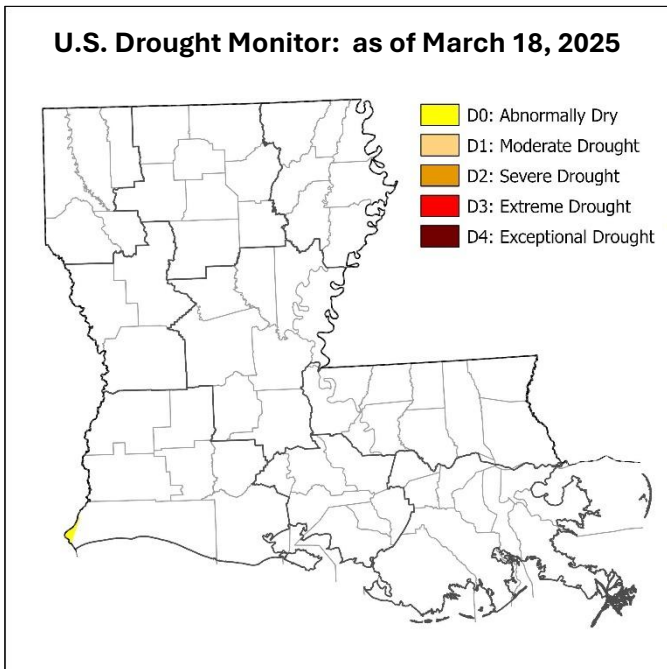 U.S. Drought Monitor: as of March 18, 2025
D0: Abnormally Dry
D1: Moderate Drought
D2: Severe Drought
D3: Extreme Drought
D4: Exceptional Drought